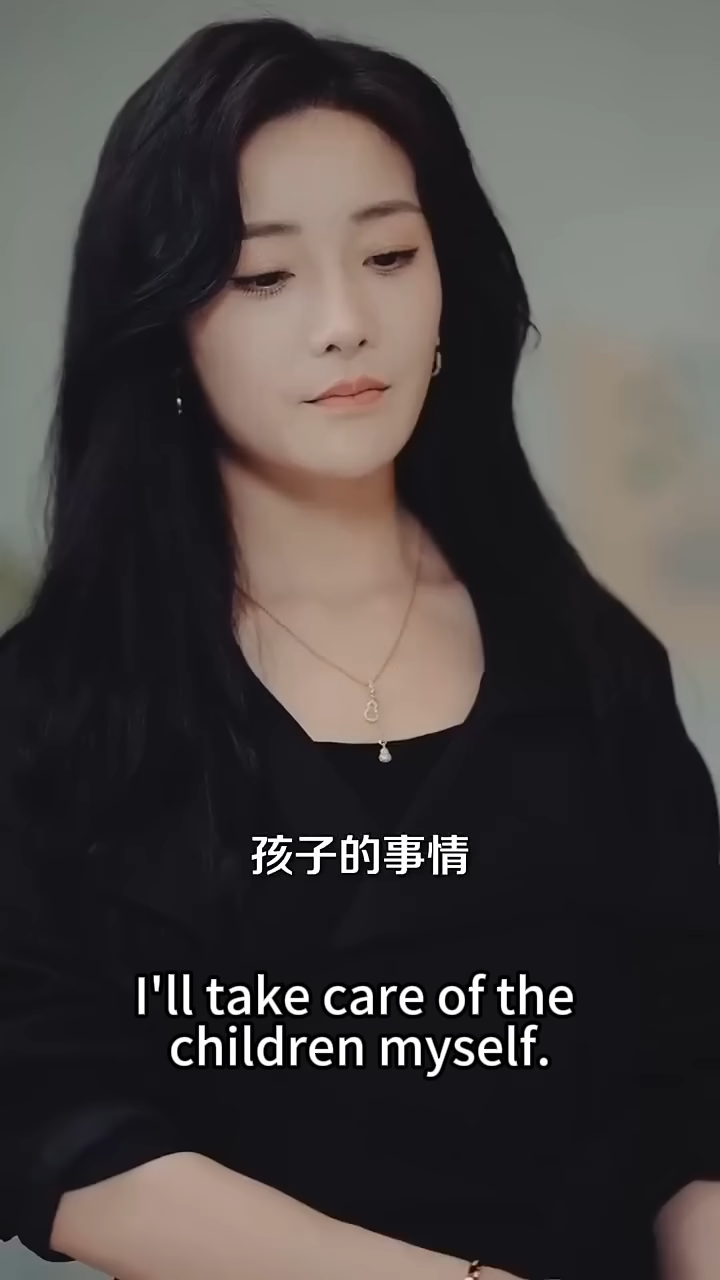 孩子的事情
I'll take care of the
children myself.